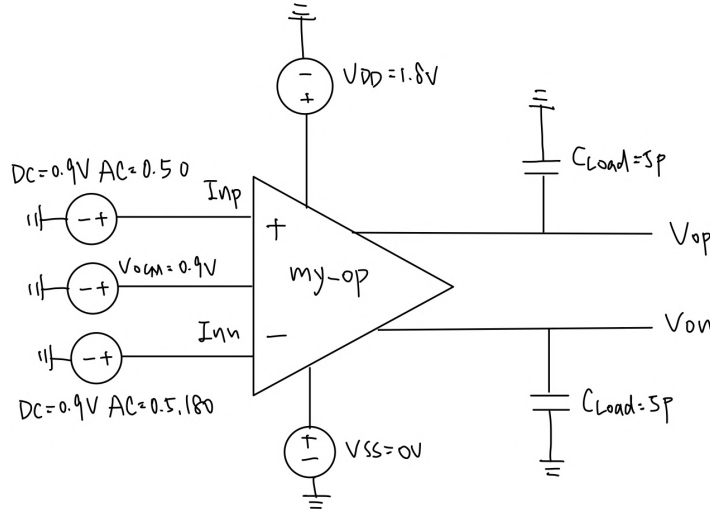 VDD=1.8V
CLoad=5p
DC=0.9V AC=0.5 0
Inp
- +
+
Vop
VOCM=0.9V
- +
my-op
Inn
- +
-
Von
DC=0.9V AC=0.5,180
CLoad=5p
+
-
VSS=0V